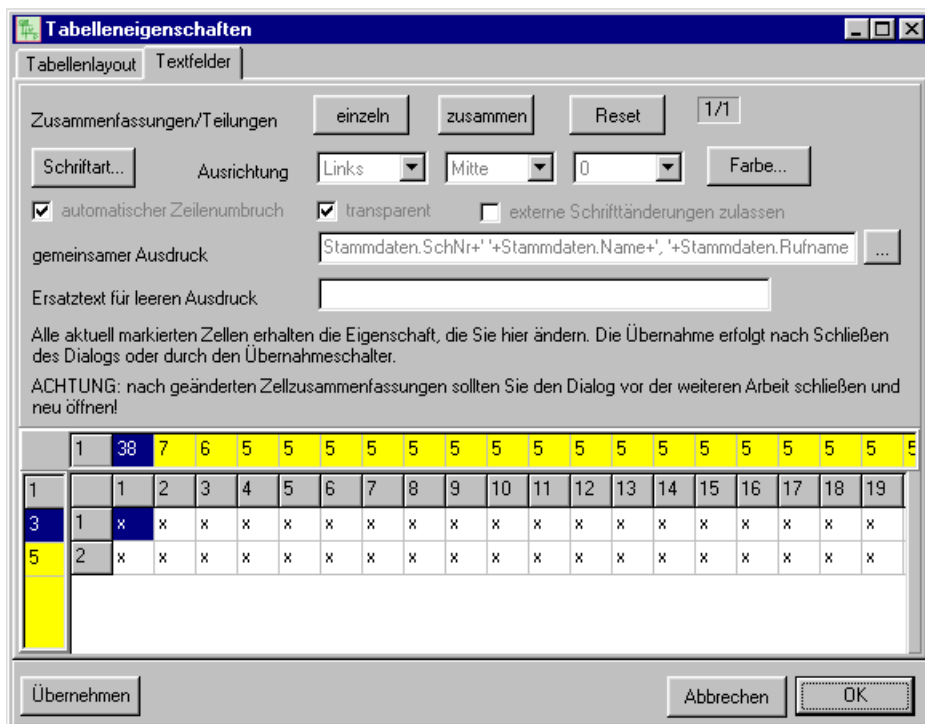 Tabelleneigenschaften
Tabellenlayout Textfelder
Zusammenfassungen/Teilungen einzeln zusammen Reset 1/1
Schriftart... Ausrichtung Links Mitte 0 Farbe...
automatischer Zeilenumbruch transparent externe Schrifttänderungen zulassen
gemeinsamer Ausdruck Stammdaten.SchNr+' '+Stammdaten.Name+', '+Stammdaten.Rufname ...
Ersatztext für leeren Ausdruck
Alle aktuell markierten Zellen erhalten die Eigenschaft, die Sie hier ändern. Die Übernahme erfolgt nach Schließen
des Dialogs oder durch den Übernahmeschalter.
ACHTUNG: nach geänderten Zellzusammenfassungen sollten Sie den Dialog vor der weiteren Arbeit schließen und
neu öffnen!
1 38 7 6 5 5 5 5 5 5 5 5 5 5 5 5 5 5 5 5 5
1 1 2 3 4 5 6 7 8 9 10 11 12 13 14 15 16 17 18 19
3 1 x x x x x x x x x x x x x x x x x x x
5 2 x x x x x x x x x x x x x x x x x x x
Übernehmen Abbrechen OK